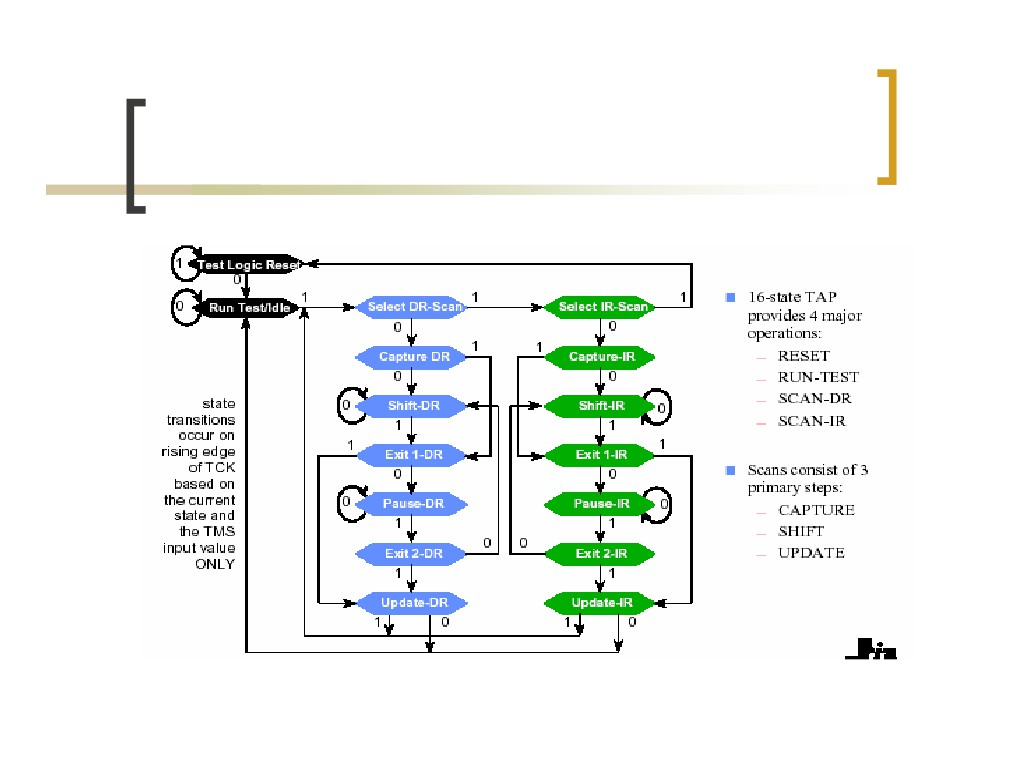 1
Test Logic Reset
0
0
Run Test/Idle
1
Select DR-Scan
1
Select IR-Scan
1
0
0
Capture DR
1
1
Capture-IR
0
0
0
Shift-DR
Shift-IR
0
1
1
1
Exit 1-DR
Exit 1-IR
1
0
0
0
Pause-DR
Pause-IR
0
1
1
Exit 2-DR
0
0
Exit 2-IR
1
1
Update-DR
Update-IR
1
0
1
0
state
transitions
occur on
rising edge
of TCK
based on
the current
state and
the TMS
input value
ONLY
16-state TAP
provides 4 major
operations:
– RESET
– RUN-TEST
– SCAN-DR
– SCAN-IR
Scans consist of 3
primary steps:
– CAPTURE
– SHIFT
– UPDATE